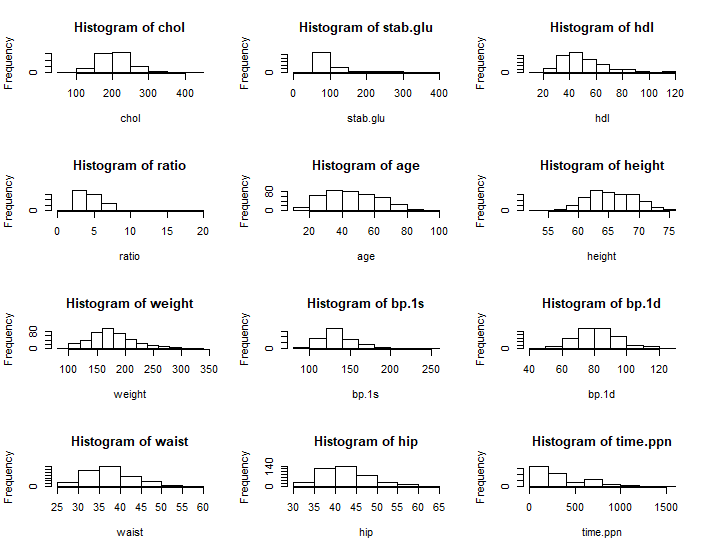 Histogram of chol
Frequency
0
100 200 300 400
chol
Histogram of stab.glu
Frequency
0
0 100 200 300 400
stab.glu
Histogram of hdl
Frequency
0
20 40 60 80 100 120
hdl
Histogram of ratio
Frequency
0
0 5 10 15 20
ratio
Histogram of age
Frequency
0 80
20 40 60 80 100
age
Histogram of height
Frequency
0
55 60 65 70 75
height
Histogram of weight
Frequency
0 80
100 150 200 250 300 350
weight
Histogram of bp.1s
Frequency
0
100 150 200 250
bp.1s
Histogram of bp.1d
Frequency
0
40 60 80 100 120
bp.1d
Histogram of waist
Frequency
0
25 30 35 40 45 50 55 60
waist
Histogram of hip
Frequency
0 140
30 35 40 45 50 55 60 65
hip
Histogram of time.ppn
Frequency
0
0 500 1000 1500
time.ppn